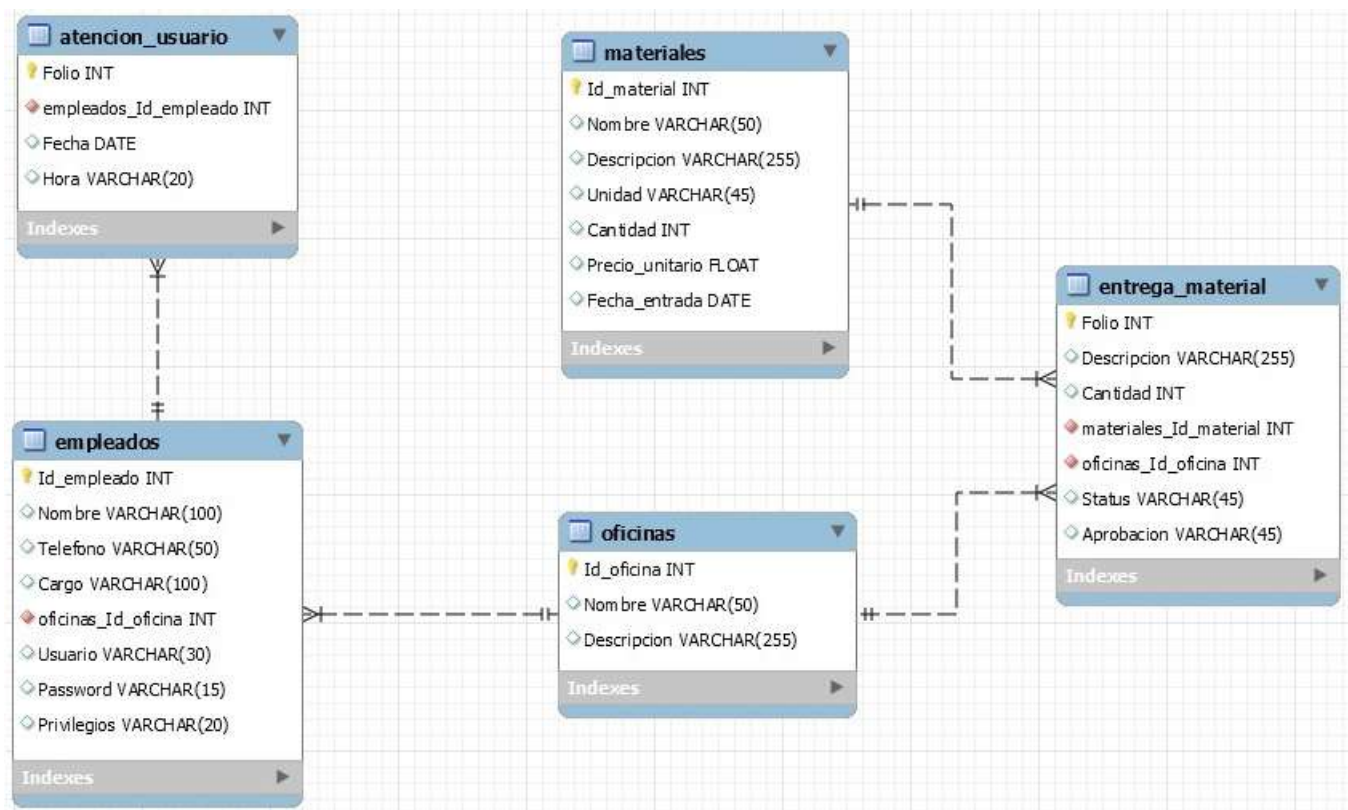 atencion_usuario
Folio INT
empleados_Id_empleado INT
Fecha DATE
Hora VARCHAR(20)
Indexes
materiales
Id_material INT
Nombre VARCHAR(50)
Descripcion VARCHAR(255)
Unidad VARCHAR(45)
Cantidad INT
Precio_unitario FLOAT
Fecha_entrada DATE
Indexes
entrega_material
Folio INT
Descripcion VARCHAR(255)
Cantidad INT
materiales_Id_material INT
oficinas_Id_oficina INT
Status VARCHAR(45)
Aprobacion VARCHAR(45)
Indexes
empleados
Id_empleado INT
Nombre VARCHAR(100)
Telefono VARCHAR(50)
Cargo VARCHAR(100)
oficinas_Id_oficina INT
Usuario VARCHAR(30)
Password VARCHAR(15)
Privilegios VARCHAR(20)
Indexes
oficinas
Id_oficina INT
Nombre VARCHAR(50)
Descripcion VARCHAR(255)
Indexes